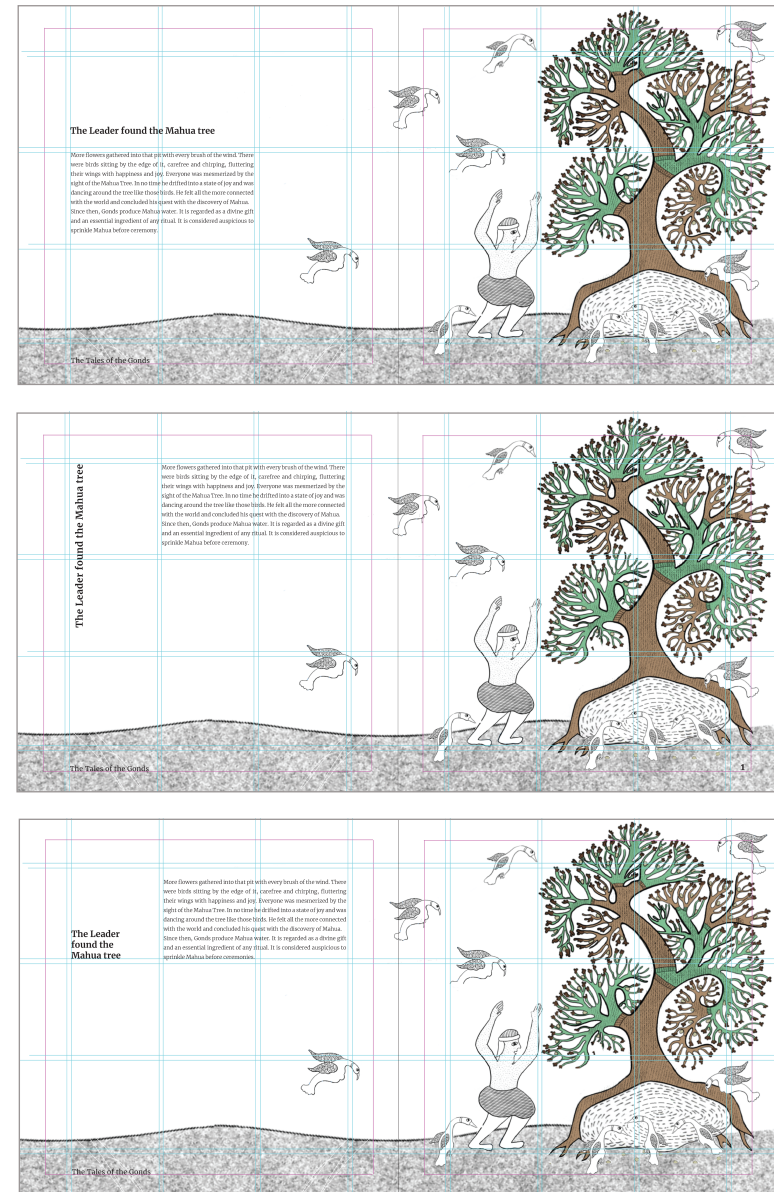 The Leader found the Mahua tree
More flowers gathered into that pit with every brush of the wind. There
were birds sitting by the edge of it, carefree and chirping, fluttering
their wings with happiness and joy. Everyone was mesmerized by the
sight of the Mahua Tree. In no time he drifted into a state of joy and was
dancing around the tree like those birds. He felt all the more connected
with the world and concluded his quest with the discovery of Mahua.
Since then, Gonds produce Mahua water. It is regarded as a divine gift
and an essential ingredient of any ritual. It is considered auspicious to
sprinkle Mahua before ceremony.
The Tales of the Gonds
The Leader found the Mahua tree
More flowers gathered into that pit with every brush of the wind. There
were birds sitting by the edge of it, carefree and chirping, fluttering
their wings with happiness and joy. Everyone was mesmerized by the
sight of the Mahua Tree. In no time he drifted into a state of joy and was
dancing around the tree like those birds. He felt all the more connected
with the world and concluded his quest with the discovery of Mahua.
Since then, Gonds produce Mahua water. It is regarded as a divine gift
and an essential ingredient of any ritual. It is considered auspicious to
sprinkle Mahua before ceremony.
The Tales of the Gonds
1
The Leader
found the
Mahua tree
More flowers gathered into that pit with every brush of the wind. There
were birds sitting by the edge of it, carefree and chirping, fluttering
their wings with happiness and joy. Everyone was mesmerized by the
sight of the Mahua Tree. In no time he drifted into a state of joy and was
dancing around the tree like those birds. He felt all the more connected
with the world and concluded his quest with the discovery of Mahua.
Since then, Gonds produce Mahua water. It is regarded as a divine gift
and an essential ingredient of any ritual. It is considered auspicious to
sprinkle Mahua before ceremonies.
The Tales of the Gonds